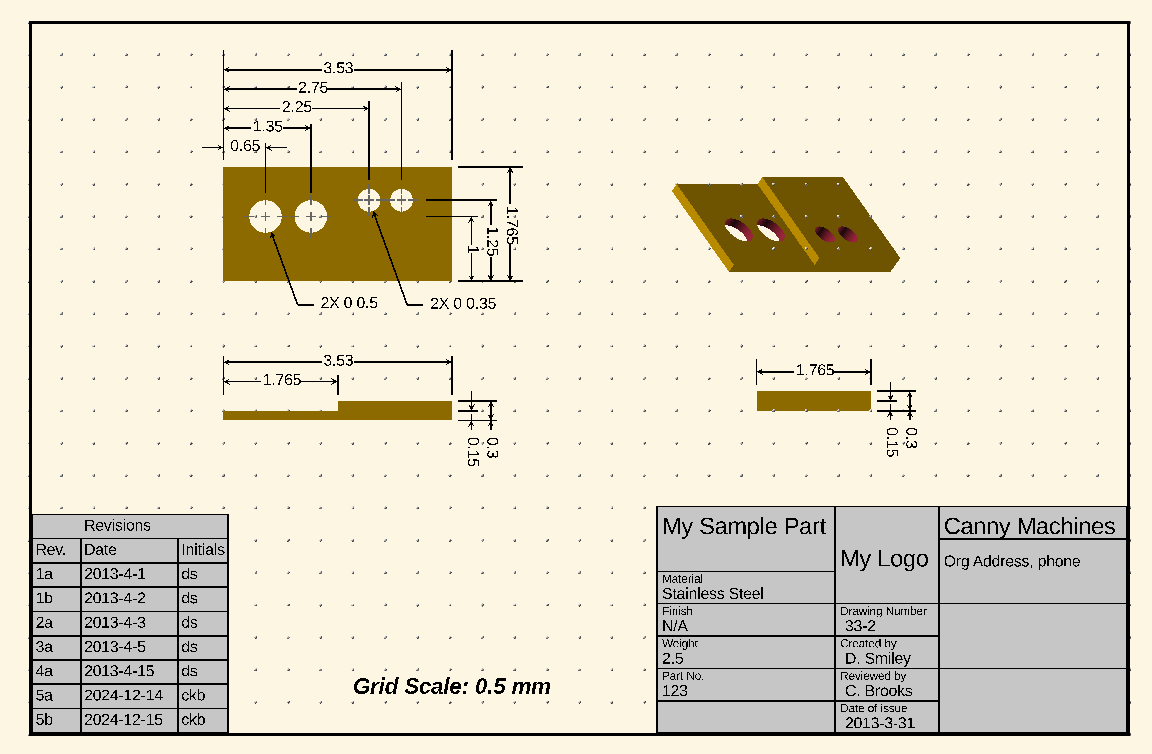 3.53
2.75
2.25
1.35
0.65
1.765
1.25
1
2X 0 0.5
2X 0 0.35
3.53
1.765
0.15
0.3
1.765
0.15
0.3
Grid Scale: 0.5 mm
Revisions
Rev. Date Initials
1a 2013-4-1 ds
1b 2013-4-2 ds
2a 2013-4-3 ds
3a 2013-4-5 ds
4a 2013-4-15 ds
5a 2024-12-14 ckb
5b 2024-12-15 ckb
My Sample Part
Material
Stainless Steel
Finish
N/A
Weight
2.5
Part No.
123
My Logo
Drawing Number
33-2
Created by
D. Smiley
Reviewed by
C. Brooks
Date of issue
2013-3-31
Canny Machines
Org Address, phone